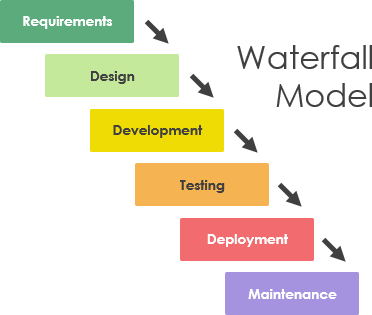 Requirements
Waterfall
Model
Design
Development
Testing
Deployment
Maintenance